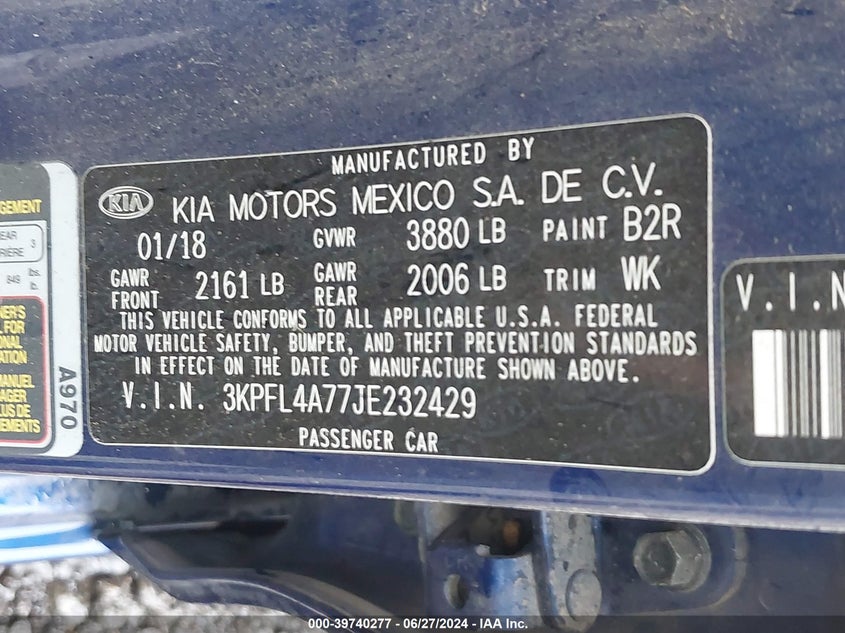 MANUFACTURED BY
KIA KIA MOTORS MEXICO S.A. DE C.V.
01/18 GVWR 3880 LB PAINT B2R
GAWR FRONT 2161 LB GAWR REAR 2006 LB TRIM WK
THIS VEHICLE CONFORMS TO ALL APPLICABLE U.S.A. FEDERAL
MOTOR VEHICLE SAFETY, BUMPER, AND THEFT PREVENTION STANDARDS
IN EFFECT ON THE DATE OF MANUFACTURE SHOWN ABOVE.
V.I.N. 3KPFL4A77JE232429
PASSENGER CAR
A970
3
849 lbs.
V.I.N
000-39740277 - 06/27/2024 - IAA Inc.